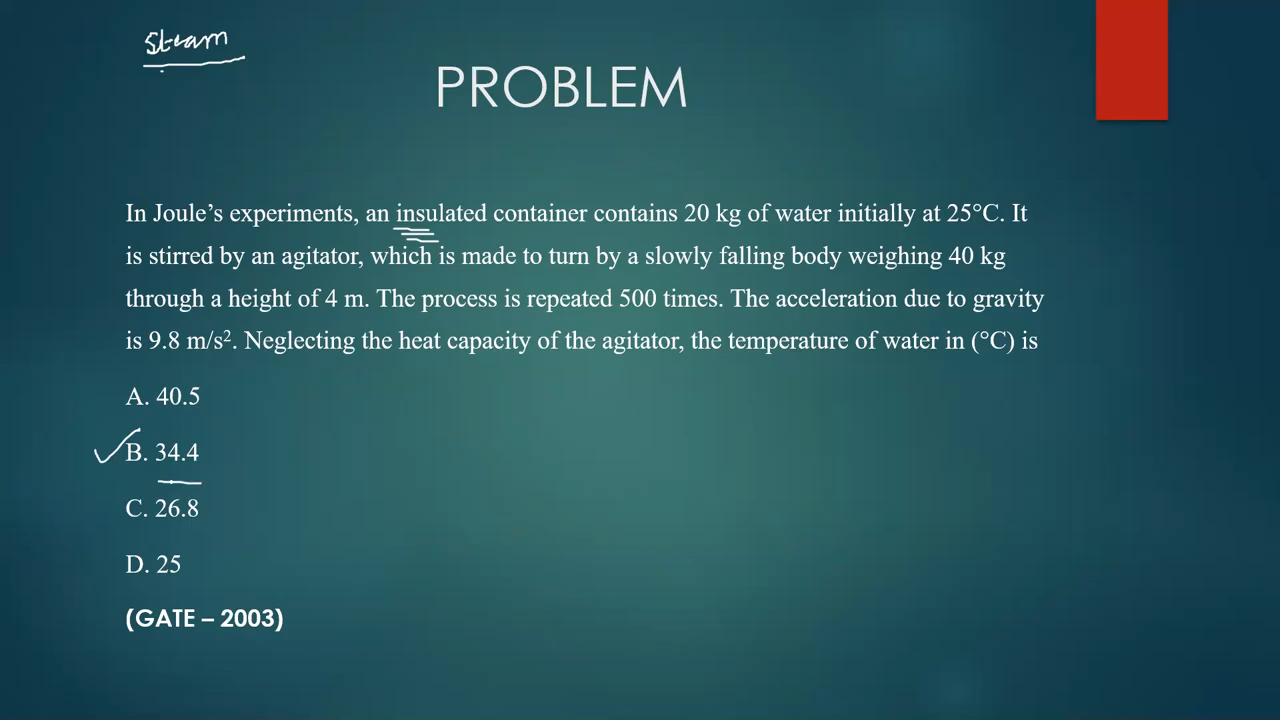 Steam
PROBLEM
In Joule’s experiments, an insulated container contains 20 kg of water initially at 25°C. It
is stirred by an agitator, which is made to turn by a slowly falling body weighing 40 kg
through a height of 4 m. The process is repeated 500 times. The acceleration due to gravity
is 9.8 m/s². Neglecting the heat capacity of the agitator, the temperature of water in (°C) is
A. 40.5
B. 34.4
C. 26.8
D. 25
(GATE – 2003)